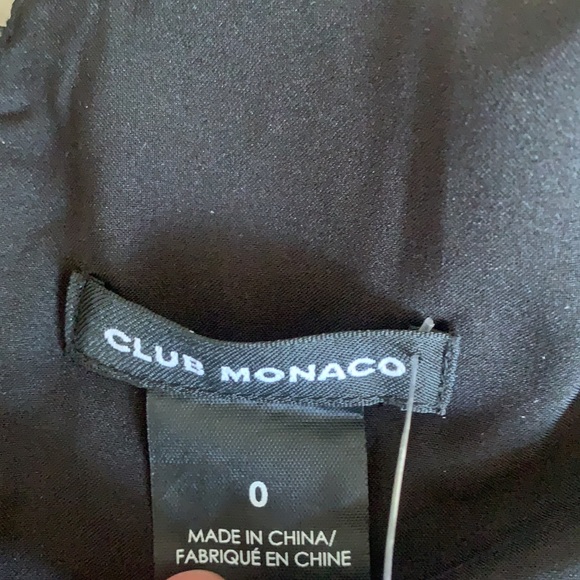 CLUB MONACO
0
MADE IN CHINA/
FABRIQUÉ EN CHINE